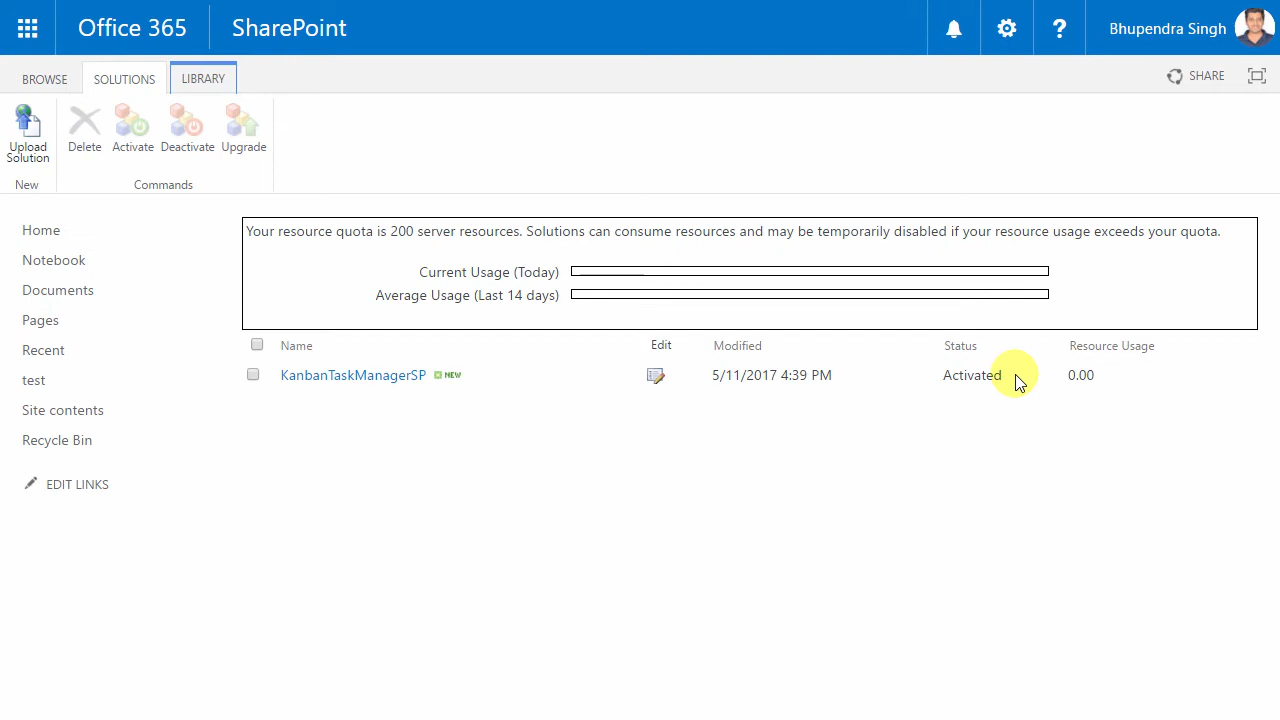 Office 365
SharePoint
Bhupendra Singh
BROWSE
SOLUTIONS
LIBRARY
SHARE
Upload Solution
Delete
Activate
Deactivate
Upgrade
New
Commands
Home
Notebook
Documents
Pages
Recent
test
Site contents
Recycle Bin
EDIT LINKS
Your resource quota is 200 server resources. Solutions can consume resources and may be temporarily disabled if your resource usage exceeds your quota.
Current Usage (Today)
Average Usage (Last 14 days)
Name Edit Modified Status Resource Usage
KanbanTaskManagerSP NEW 5/11/2017 4:39 PM Activated 0.00